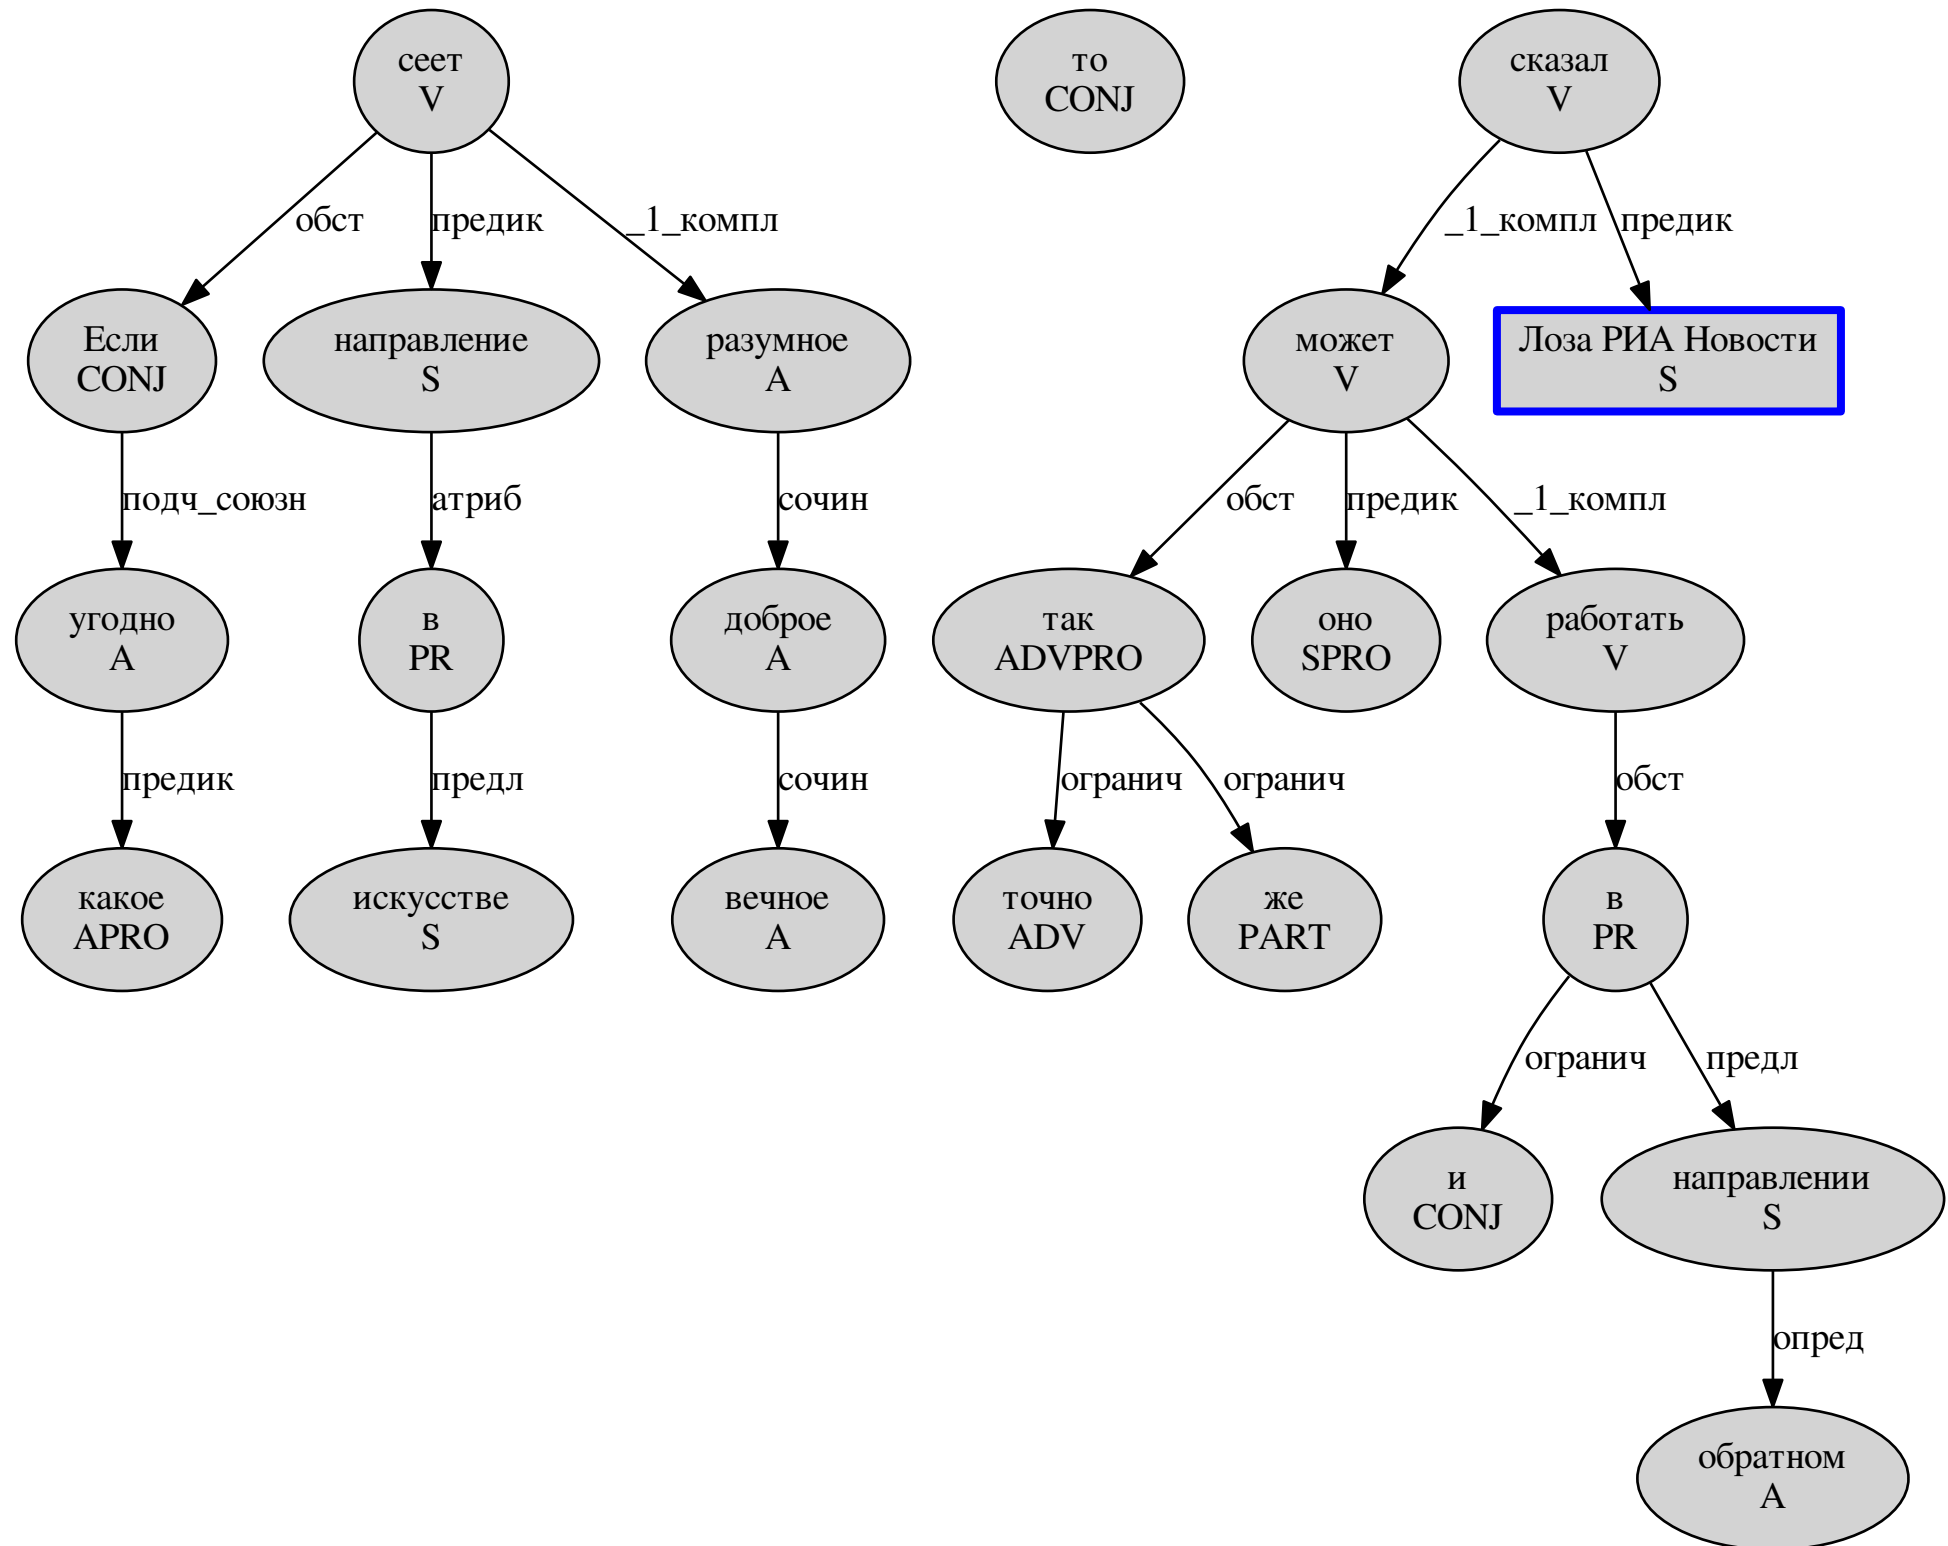 сеет
V
то
CONJ
сказал
V
обст
предик
_1_компл
_1_компл
предик
Если
CONJ
направление
S
разумное
A
может
V
Лоза РИА Новости
S
подч_союзн
атриб
сочин
обст
предик
_1_компл
угодно
A
в
PR
доброе
A
так
ADVPRO
оно
SPRO
работать
V
предик
предл
сочин
огранич
огранич
обст
какое
APRO
искусстве
S
вечное
A
точно
ADV
же
PART
в
PR
огранич
предл
и
CONJ
направлении
S
опред
обратном
A